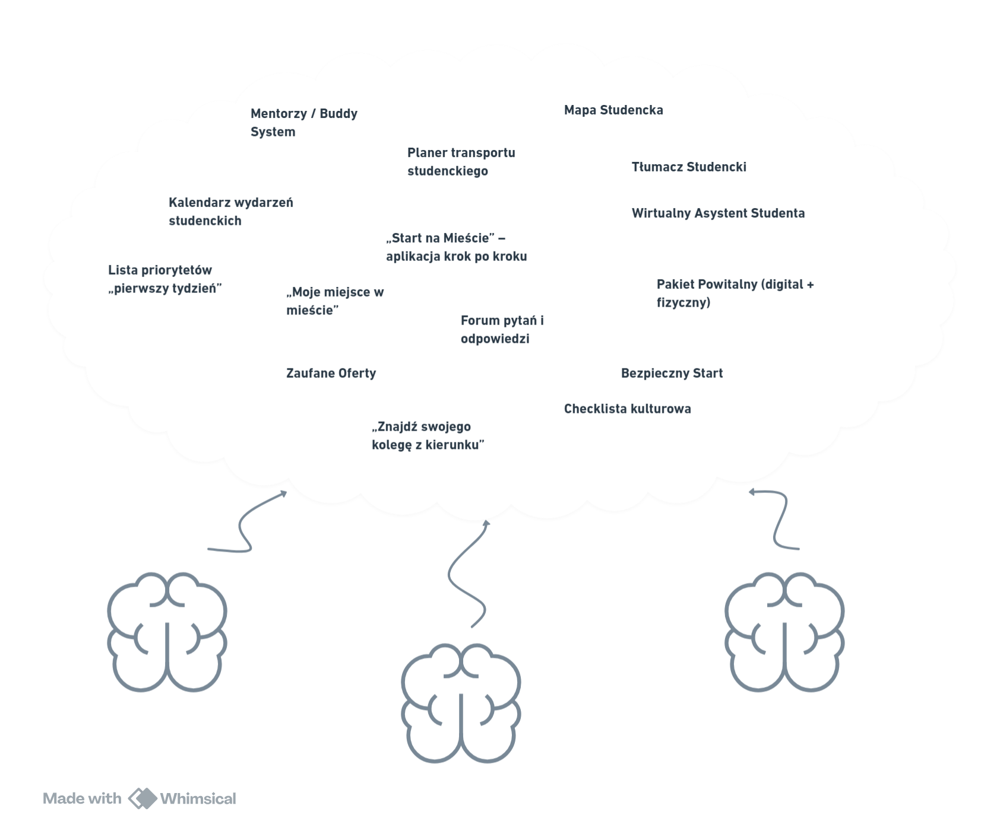 Mentorzy / Buddy
System
Mapa Studencka
Planer transportu
studenckiego
Tłumacz Studencki
Kalendarz wydarzeń
studenckich
Wirtualny Asystent Studenta
„Start na Mieście” –
aplikacja krok po kroku
Lista priorytetów
„pierwszy tydzień”
„Moje miejsce w
mieście”
Pakiet Powitalny (digital +
fizyczny)
Forum pytań i
odpowiedzi
Zaufane Oferty
Bezpieczny Start
Checklista kulturowa
„Znajdź swojego
kolegę z kierunku”
Made with Whimsical